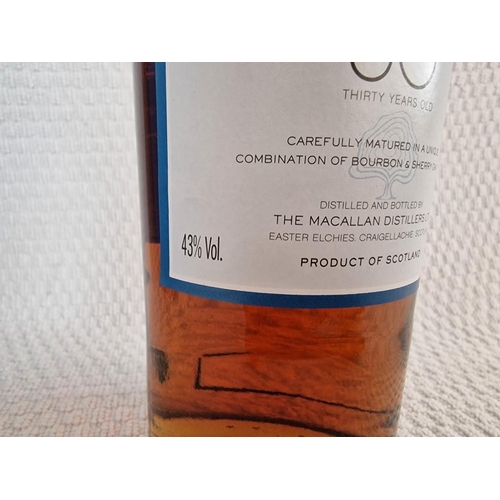 30
THIRTY YEARS OLD
CAREFULLY MATURED IN A
COMBINATION OF BOURBON & SHERRY
DISTILLED AND BOTTLED BY
THE MACALLAN DISTILLERS
EASTER ELCHIES, CRAIGELLACHIE,
PRODUCT OF SCOTLAND
43% Vol.